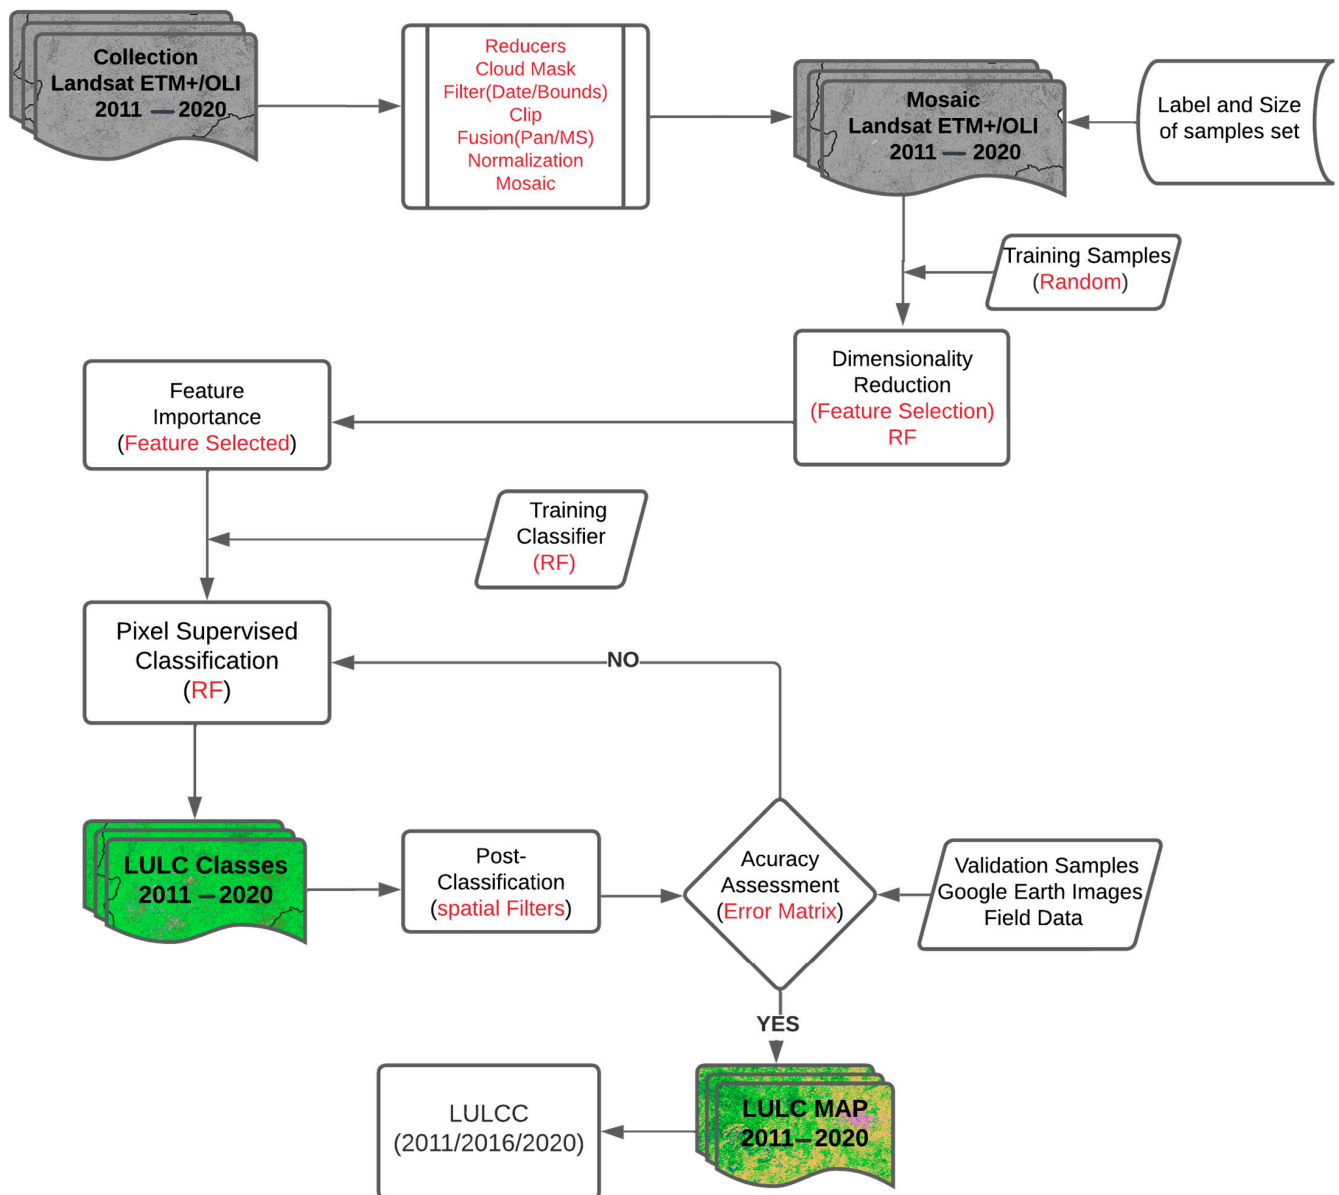 Collection
Landsat ETM+/OLI
2011 — 2020
Reducers
Cloud Mask
Filter(Date/Bounds)
Clip
Fusion(Pan/MS)
Normalization
Mosaic
Mosaic
Landsat ETM+/OLI
2011 — 2020
Label and Size
of samples set
Training Samples
(Random)
Dimensionality
Reduction
(Feature Selection)
RF
Feature
Importance
(Feature Selected)
Training
Classifier
(RF)
Pixel Supervised
Classification
(RF)
NO
LULC Classes
2011 — 2020
Post-
Classification
(spatial Filters)
Acuracy
Assessment
(Error Matrix)
Validation Samples
Google Earth Images
Field Data
YES
LULC MAP
2011 — 2020
LULCC
(2011/2016/2020)